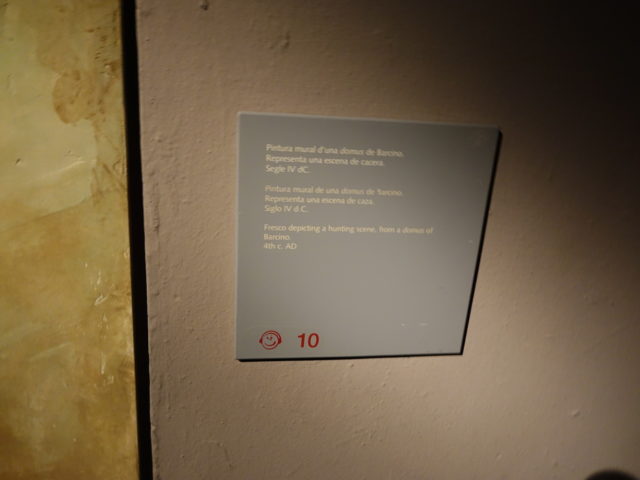 Pintura mural d'una domus de Barcino.
Representa una escena de cacera.
Segle IV dC.
Pintura mural de una domus de Barcino.
Representa una escena de caza.
Siglo IV d C.
Fresco depicting a hunting scene, from a domus of
Barcino.
4th c. AD
10